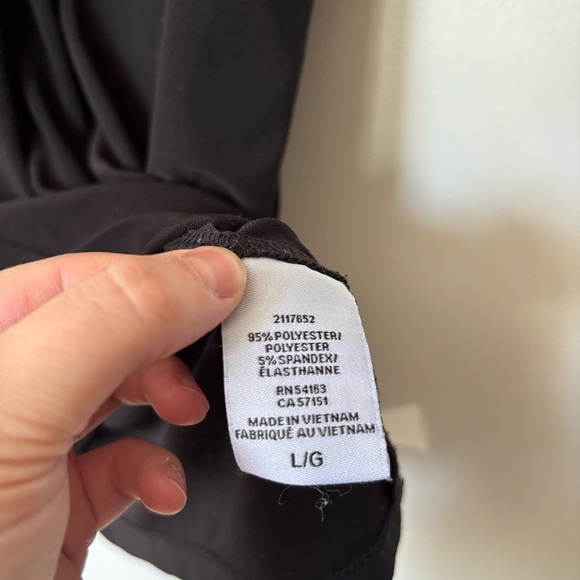 2117652
95% POLYESTER/
POLYESTER
5% SPANDEX/
ÉLASTHANNE
RN 54163
CA 57151
MADE IN VIETNAM
FABRIQUÉ AU VIETNAM
L/G